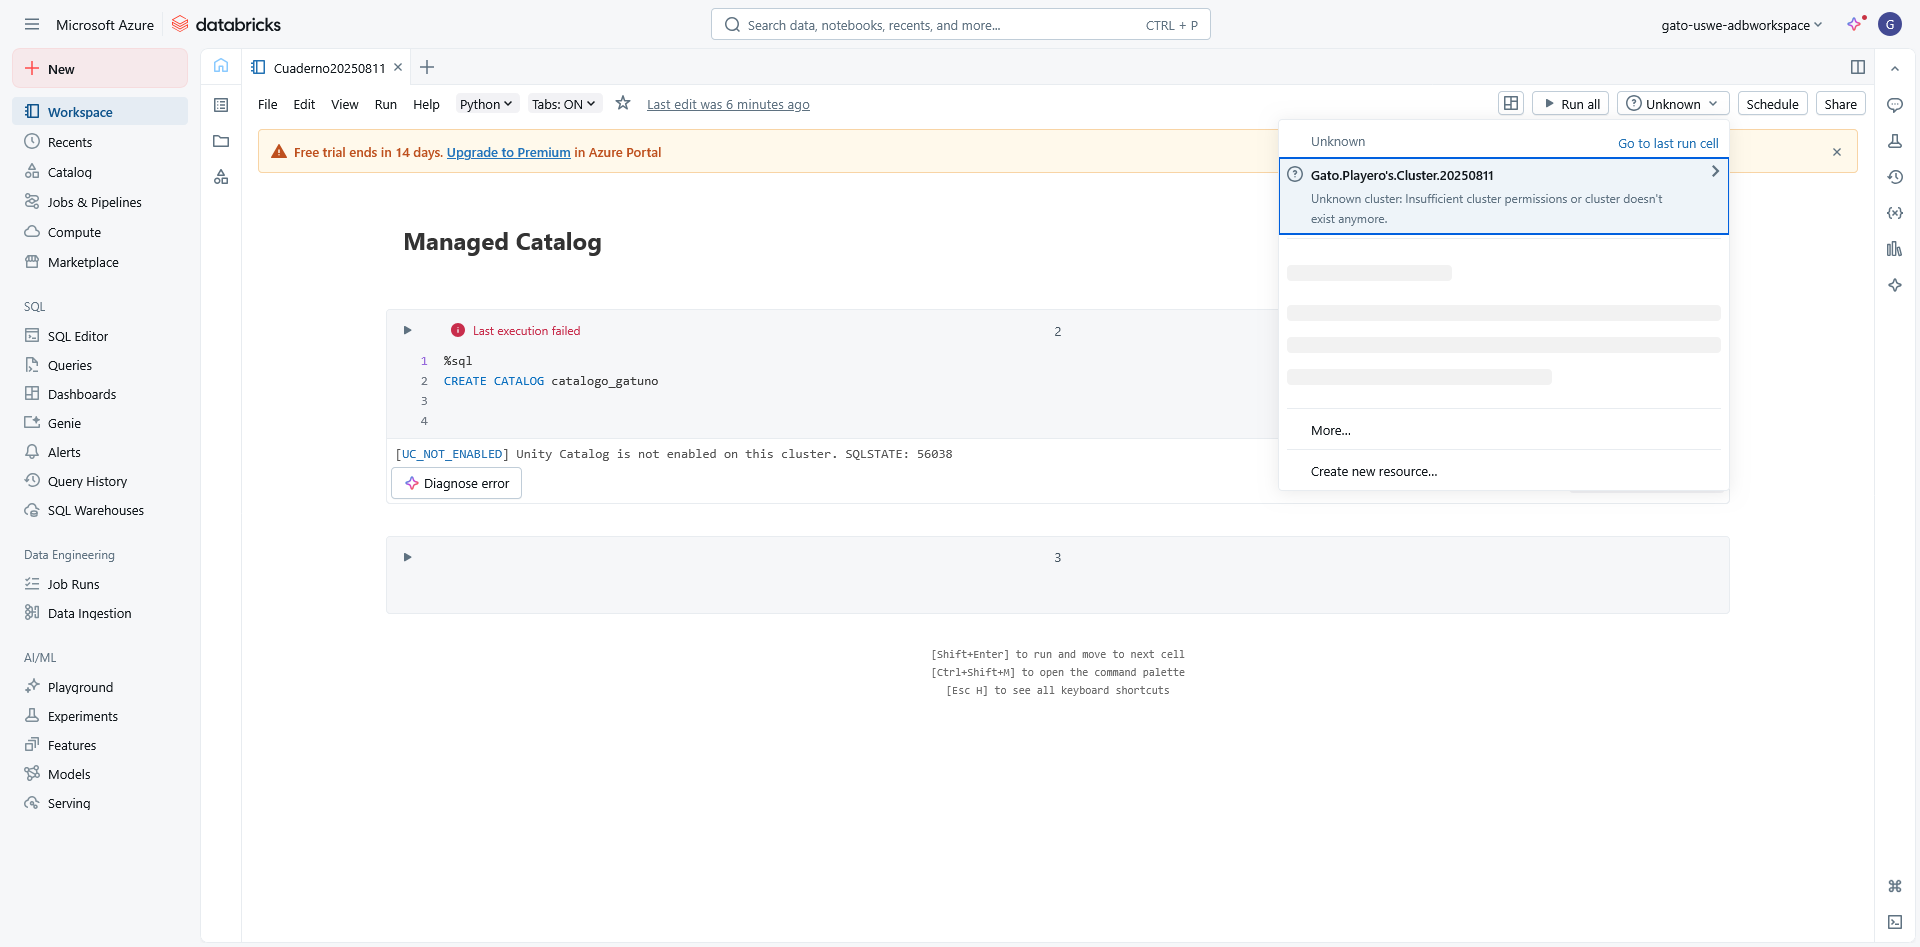 Microsoft Azure
databricks
Search data, notebooks, recents, and more...
CTRL + P
gato-uswe-adbworkspace
G
New
Workspace
Recents
Catalog
Jobs & Pipelines
Compute
Marketplace
SQL
SQL Editor
Queries
Dashboards
Genie
Alerts
Query History
SQL Warehouses
Data Engineering
Job Runs
Data Ingestion
AI/ML
Playground
Experiments
Features
Models
Serving
Cuaderno20250811
File Edit View Run Help Python Tabs: ON Last edit was 6 minutes ago
Run all
Unknown
Schedule
Share
Free trial ends in 14 days. Upgrade to Premium in Azure Portal
Unknown
Go to last run cell
Gato.Playero's.Cluster.20250811
Unknown cluster: Insufficient cluster permissions or cluster doesn't
exist anymore.
More...
Create new resource...
Managed Catalog
Last execution failed
2
1 %sql
2 CREATE CATALOG catalogo_gatuno
3
4
[UC_NOT_ENABLED] Unity Catalog is not enabled on this cluster. SQLSTATE: 56038
Diagnose error
3
[Shift+Enter] to run and move to next cell
[Ctrl+Shift+M] to open the command palette
[Esc H] to see all keyboard shortcuts